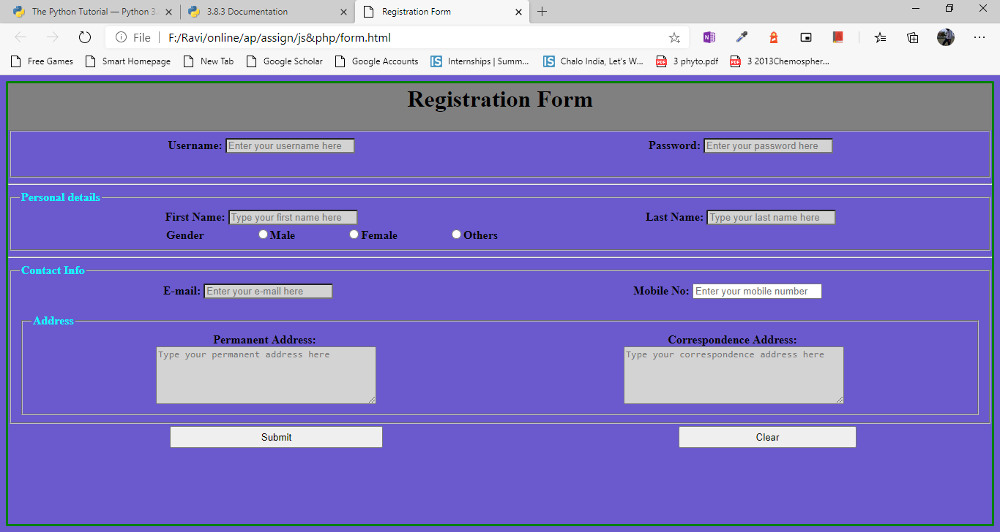 The Python Tutorial — Python 3. 3.8.3 Documentation Registration Form
File F:/Ravi/online/ap/assign/js&php/form.html
Free Games Smart Homepage New Tab Google Scholar Google Accounts IS Internships | Summ... IS Chalo India, Let's W... PDF 3 phyto.pdf PDF 3 2013Chemospher...
Registration Form
Username: Enter your username here Password: Enter your password here
Personal details
First Name: Type your first name here Last Name: Type your last name here
Gender Male Female Others
Contact Info
E-mail: Enter your e-mail here Mobile No: Enter your mobile number
Address
Permanent Address: Correspondence Address:
Type your permanent address here Type your correspondence address here
Submit Clear